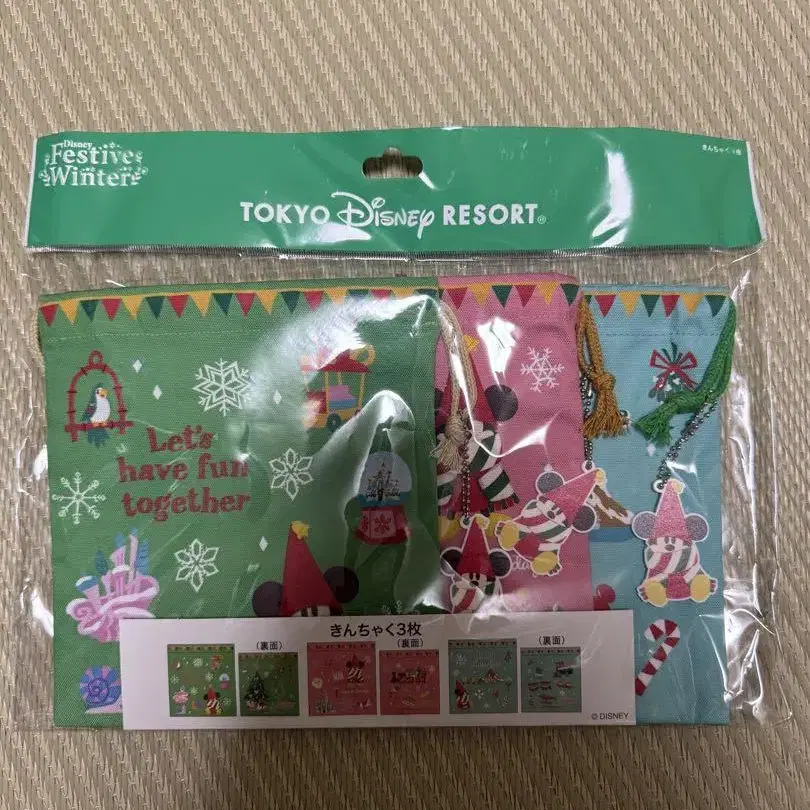 Disney
Festive
Winter
きんちゃく3枚
TOKYO Disney RESORT®
Let's
have fun
together
きんちゃく3枚
(裏面)
(裏面)
(裏面)
© DISNEY